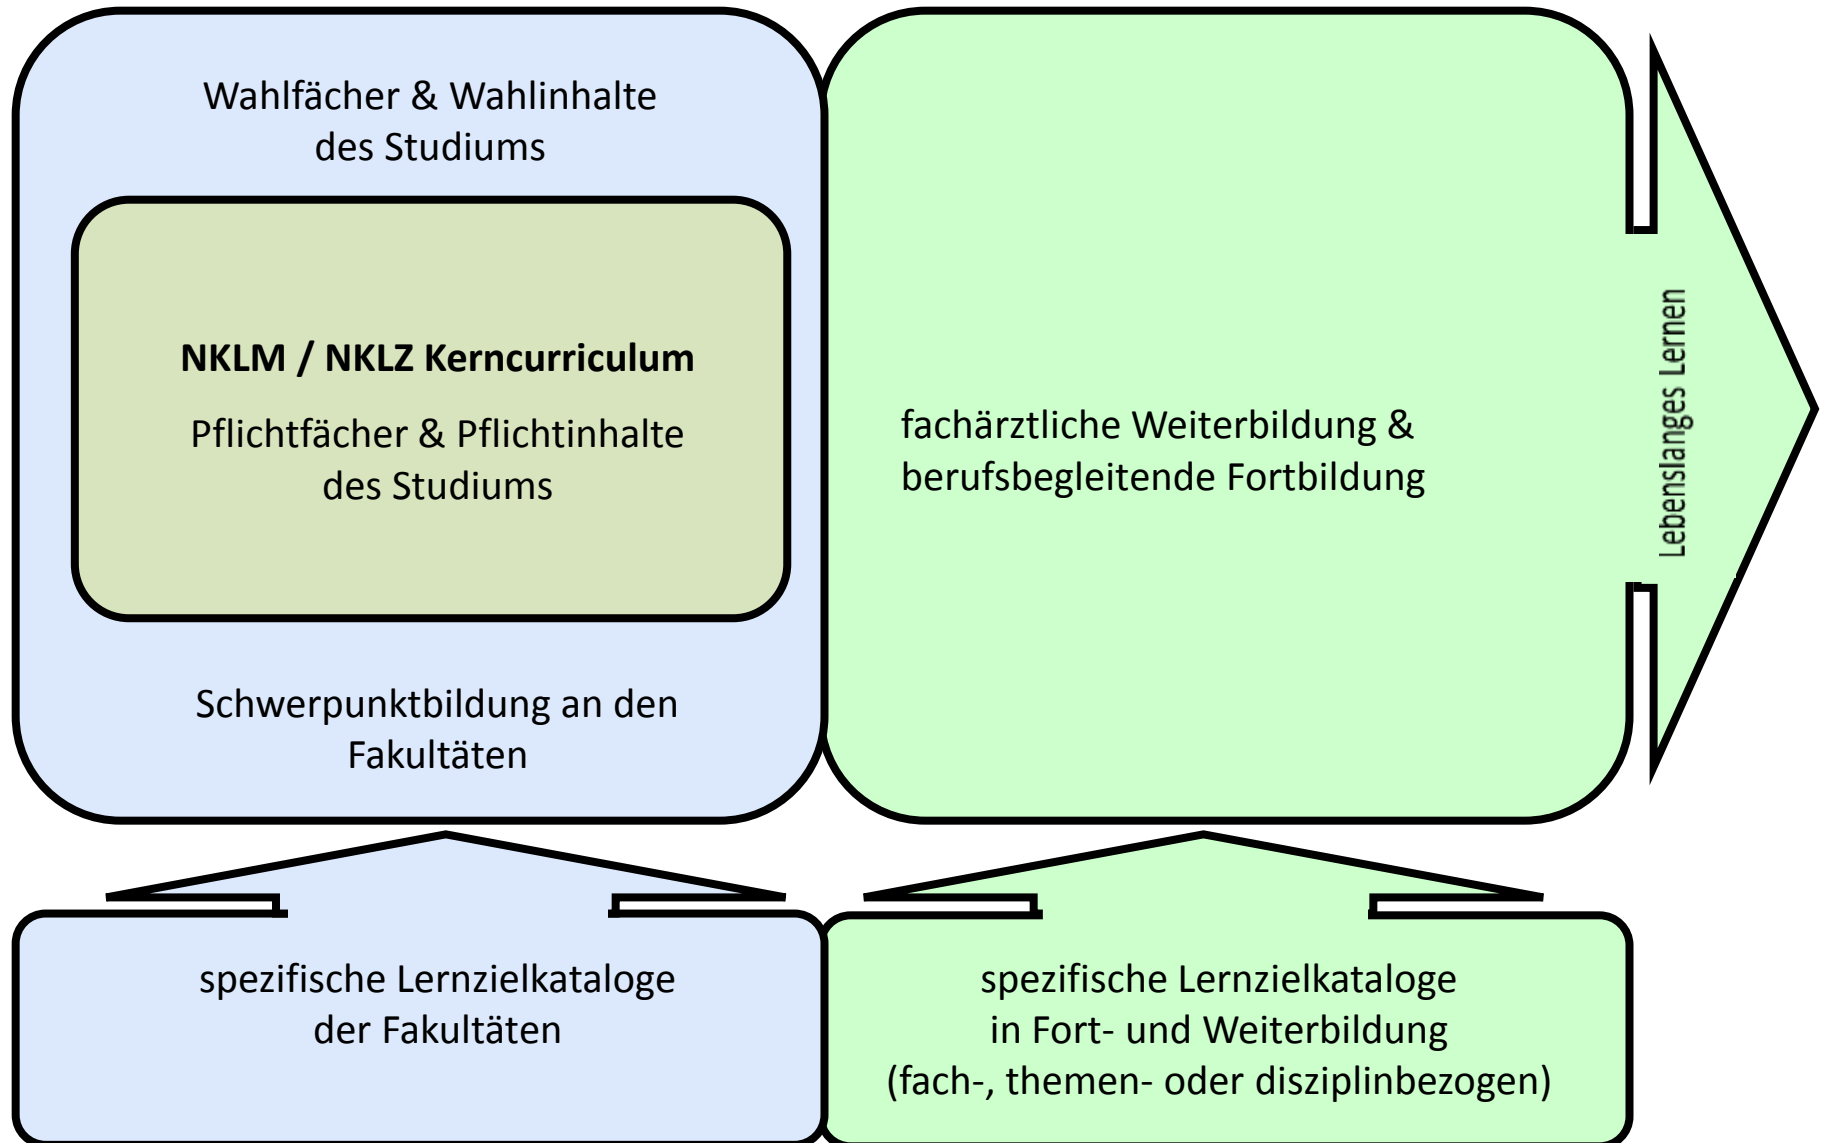 Wahlfächer & Wahlinhalte
des Studiums
NKLM / NKLZ Kerncurriculum
Pflichtfächer & Pflichtinhalte
des Studiums
Schwerpunktbildung an den
Fakultäten
fachärztliche Weiterbildung &
berufsbegleitende Fortbildung
Lebenslanges Lernen
spezifische Lernzielkataloge
der Fakultäten
spezifische Lernzielkataloge
in Fort- und Weiterbildung
(fach-, themen- oder disziplinbezogen)